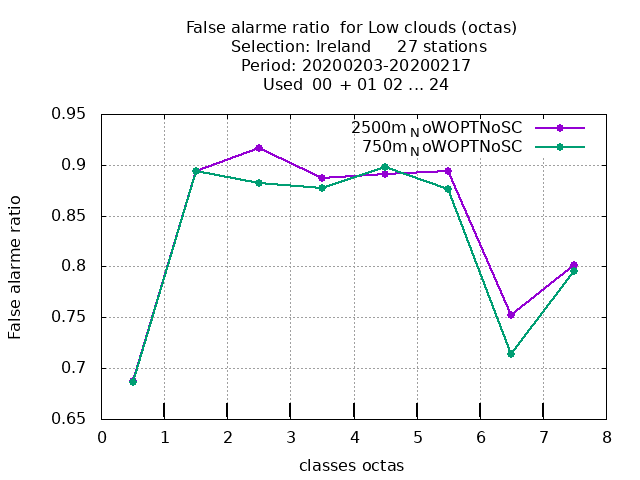 False alarme ratio  for Low clouds (octas)
Selection: Ireland     27 stations
Period: 20200203-20200217
Used  00 + 01 02 ... 24
2500m_NoWOPTNoSC
750m_NoWOPTNoSC
0.95
0.9
0.85
0.8
0.75
0.7
0.65
False alarme ratio
0 1 2 3 4 5 6 7 8
classes octas